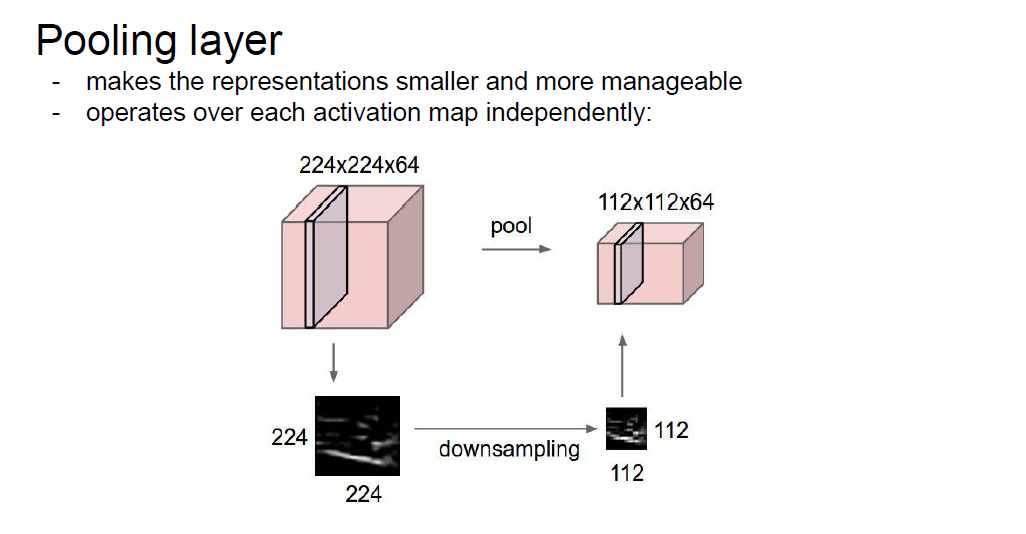 Pooling layer
- makes the representations smaller and more manageable
- operates over each activation map independently:
224x224x64
112x112x64
pool
224
downsampling
112
224
112